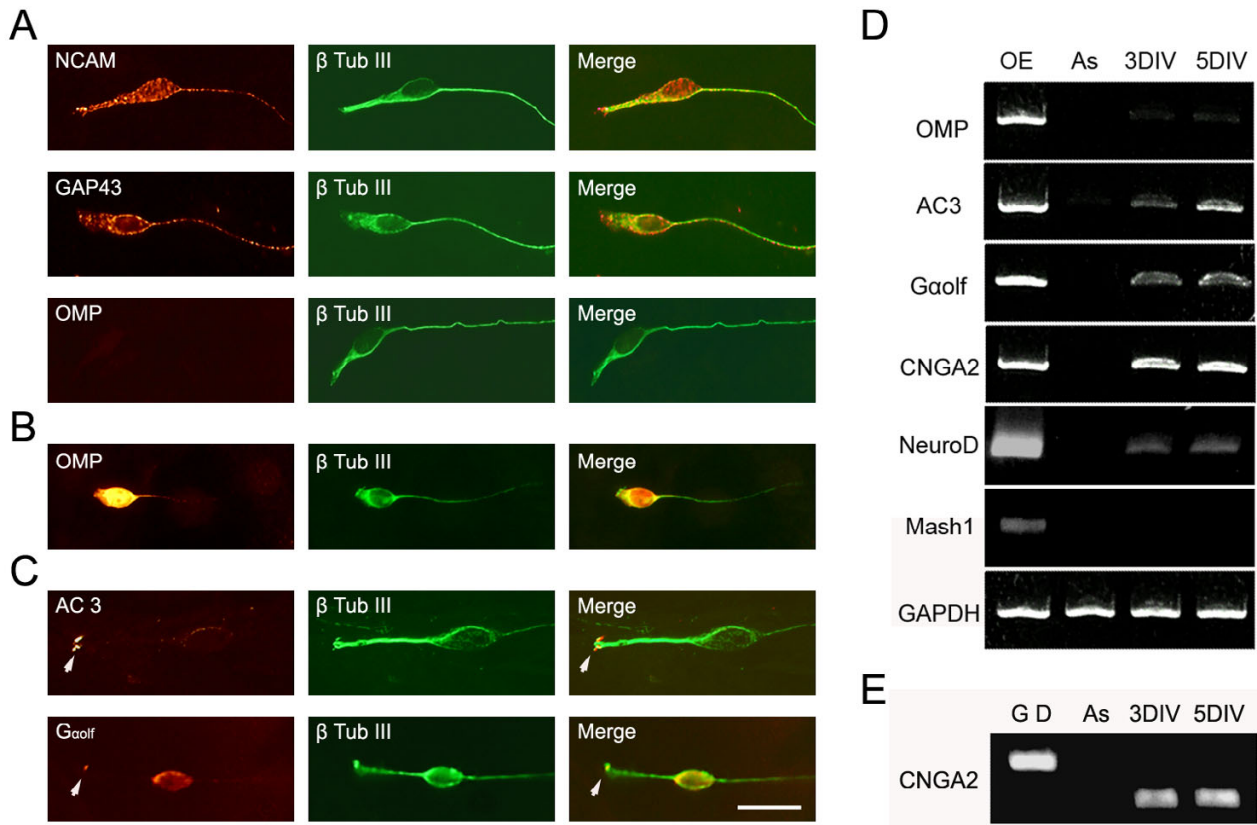 A
NCAM β Tub III Merge
GAP43 β Tub III Merge
OMP β Tub III Merge
B
OMP β Tub III Merge
C
AC 3 β Tub III Merge
Gαolf β Tub III Merge
D
OE As 3DIV 5DIV
OMP
AC3
Gαolf
CNGA2
NeuroD
Mash1
GAPDH
E
G D As 3DIV 5DIV
CNGA2